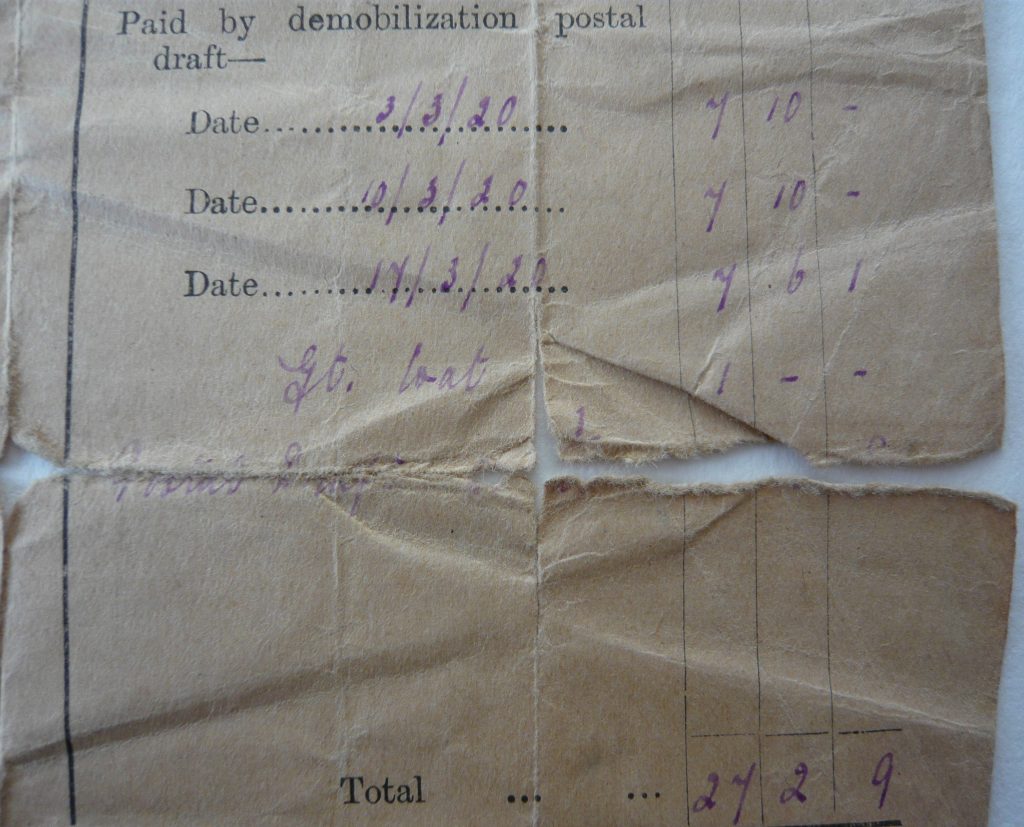 Paid by demobilization postal
draft—
Date.......3/3/20....... 7 10 -
Date.......10/3/20....... 7 10 -
Date.......17/3/20....... 7 6 1
Gt. Coat 1 - -
Total ... ... 27 2 9